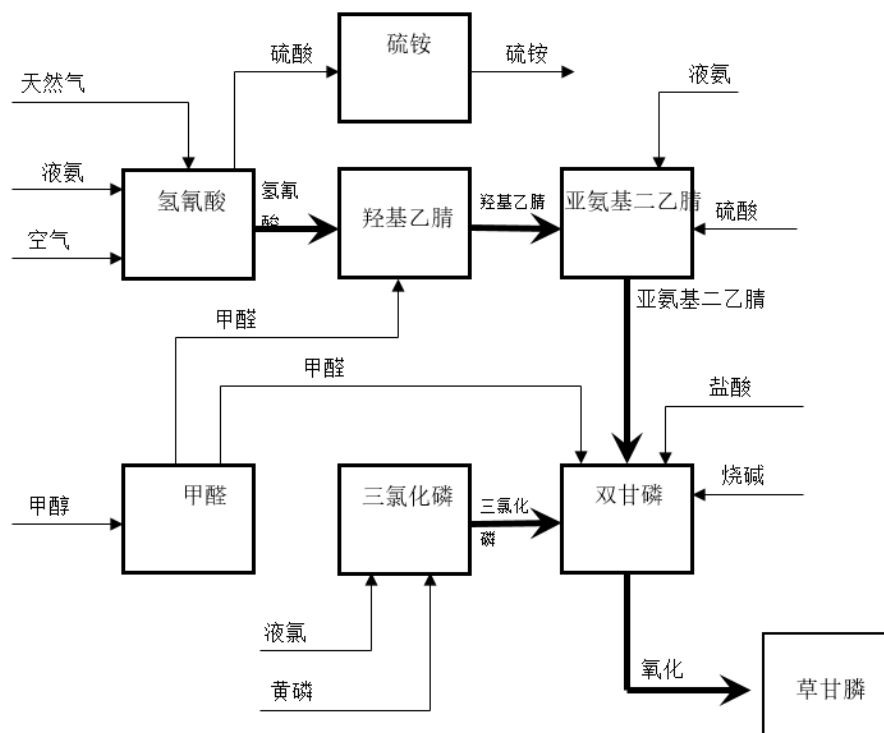 硫酸
硫铵
硫铵
天然气
液氨
液氨
氢氰酸
氢氰
酸
羟基乙腈
羟基乙腈
亚氨基二乙腈
硫酸
空气
亚氨基二乙腈
甲醛
甲醛
盐酸
甲醇
甲醛
三氯化磷
三氯化
磷
双甘磷
烧碱
液氯
黄磷
氧化
草甘膦